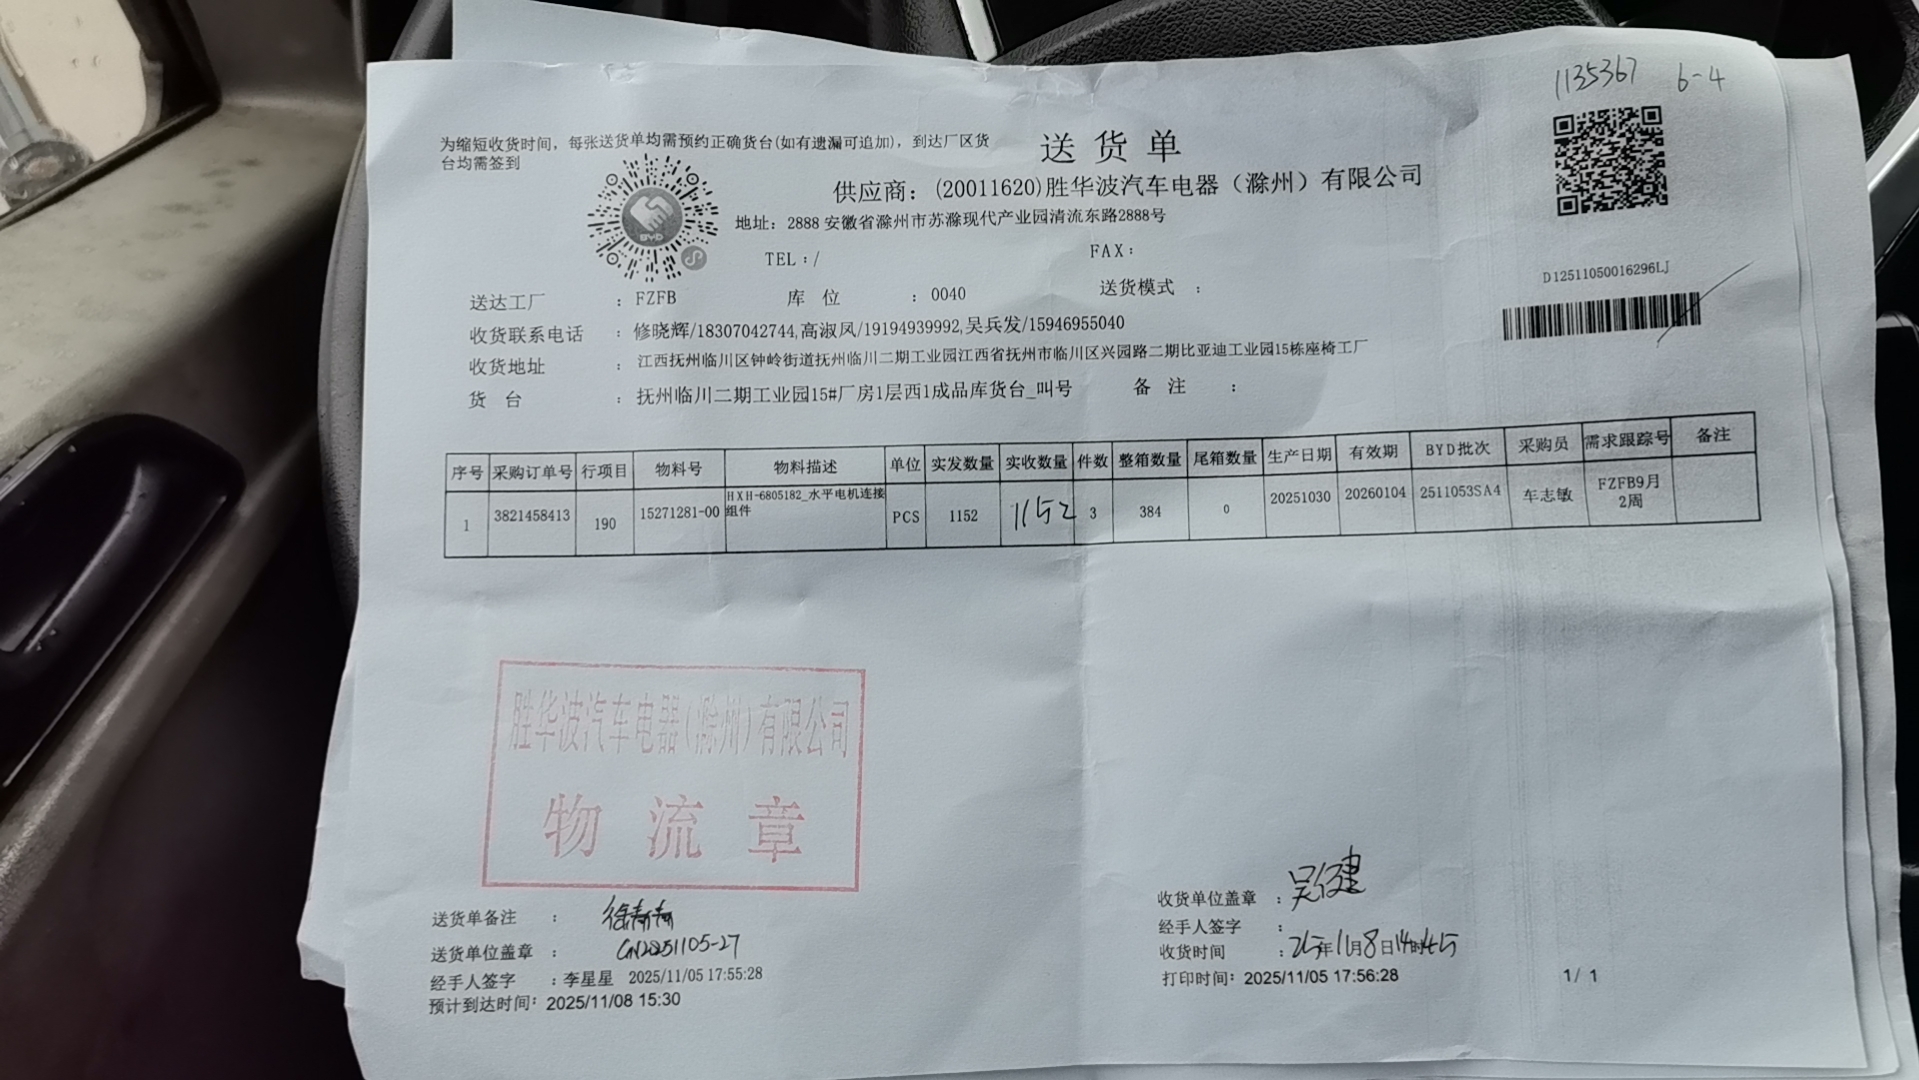 1135367 6-4
为缩短收货时间，每张送货单均需预约正确货台(如有遗漏可追加)，到达厂区货
台均需签到
送货单
供应商：(20011620)胜华波汽车电器（滁州）有限公司
地址：2888 安徽省滁州市苏滁现代产业园清流东路2888号
BYD
TEL：/
FAX：
D12511050016296LJ
送达工厂 ：FZFB 库 位 ：0040 送货模式 ：
收货联系电话 ：修晓辉/18307042744,高淑凤/19194939992,吴兵发/15946955040
收货地址 ：江西抚州临川区钟岭街道抚州临川二期工业园江西省抚州市临川区兴园路二期比亚迪工业园15栋座椅工厂
货 台 ：抚州临川二期工业园15#厂房1层西1成品库货台_叫号 备 注 ：
序号 采购订单号 行项目 物料号 物料描述 单位 实发数量 实收数量 件数 整箱数量 尾箱数量 生产日期 有效期 BYD批次 采购员 需求跟踪号 备注
1 3821458413 190 15271281-00 HXH-6805182_水平电机连接组件 PCS 1152 1152 3 384 0 20251030 20260104 2511053SA4 车志敏 FZFB9月2周
胜华波汽车电器(滁州)有限公司
物流章
送货单备注 ：徐青青
送货单位盖章 ：GN20251105-27
经手人签字 ：李星星 2025/11/05 17:55:28
预计到达时间：2025/11/08 15:30
收货单位盖章 ：
经手人签字 ：
收货时间 ：25年11月8日14时45
打印时间：2025/11/05 17:56:28
1/ 1